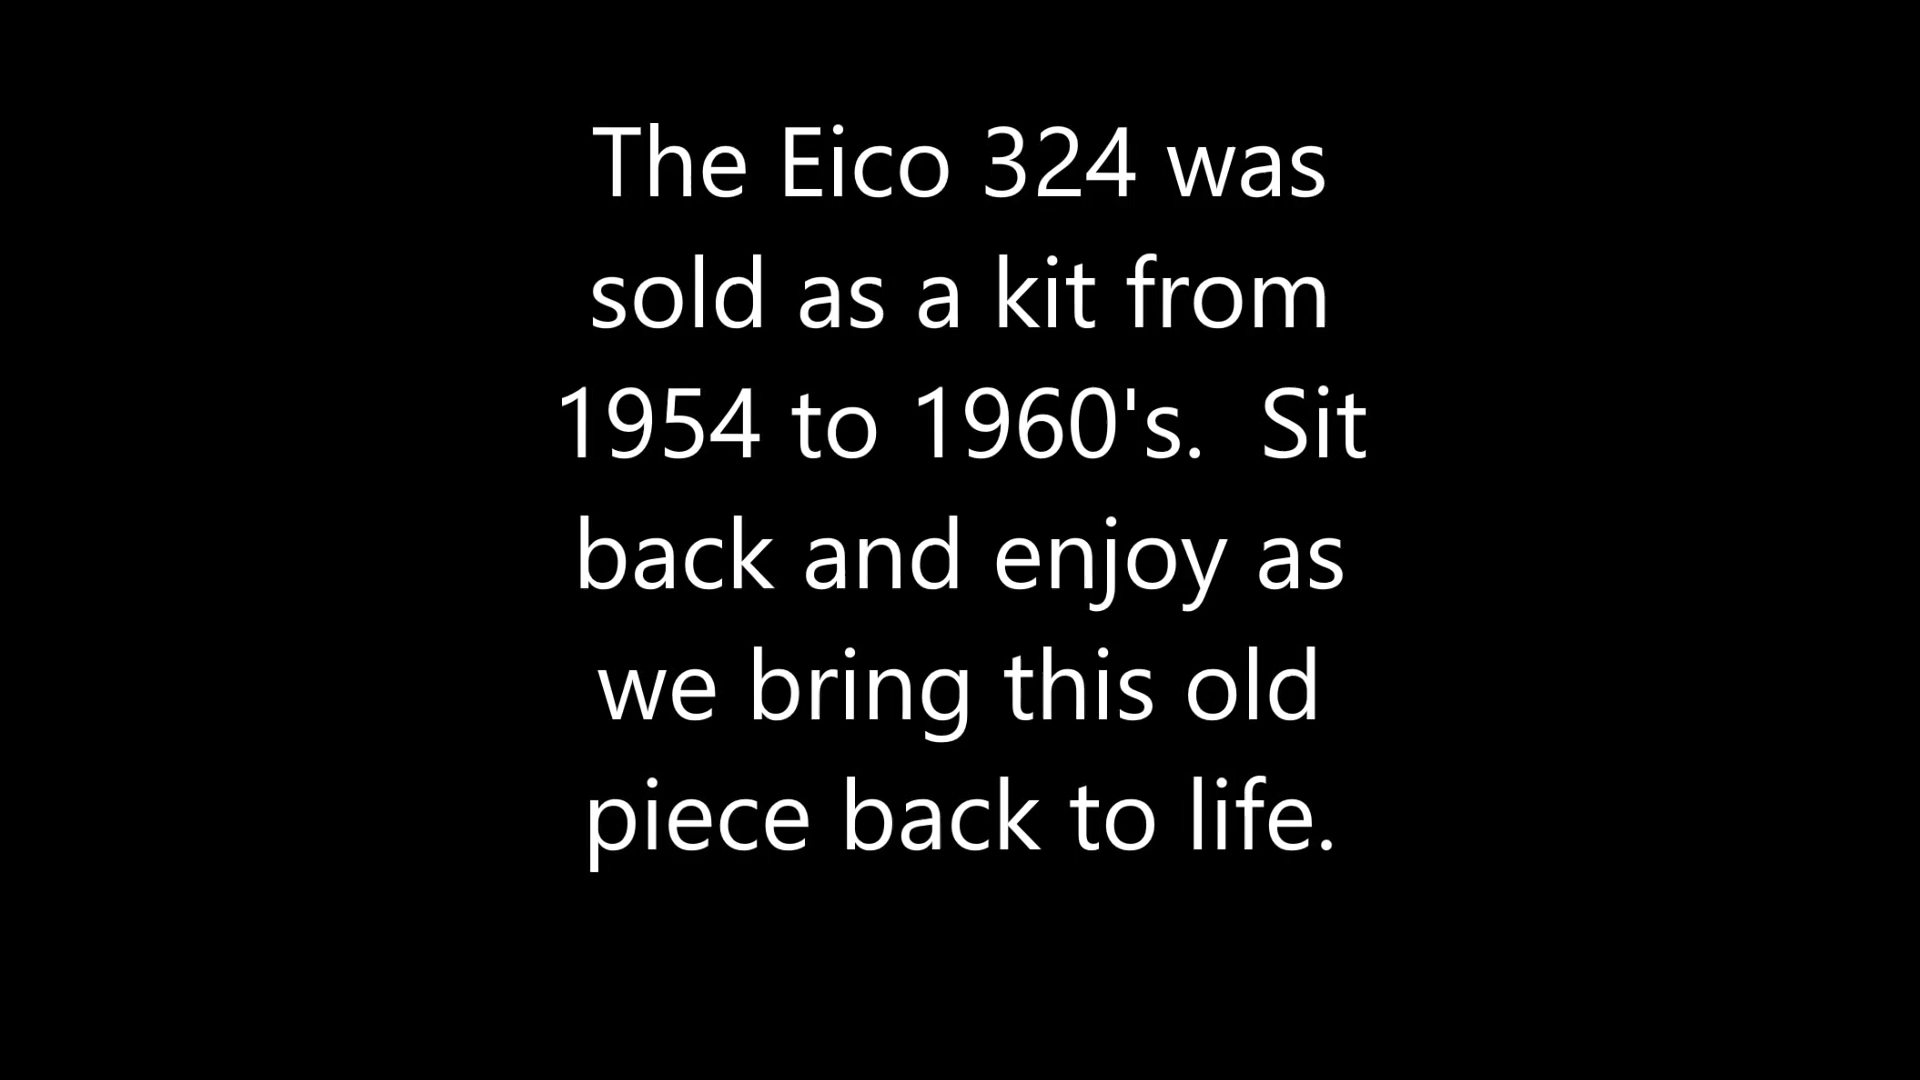 The Eico 324 was
sold as a kit from
1954 to 1960's.  Sit
back and enjoy as
we bring this old
piece back to life.